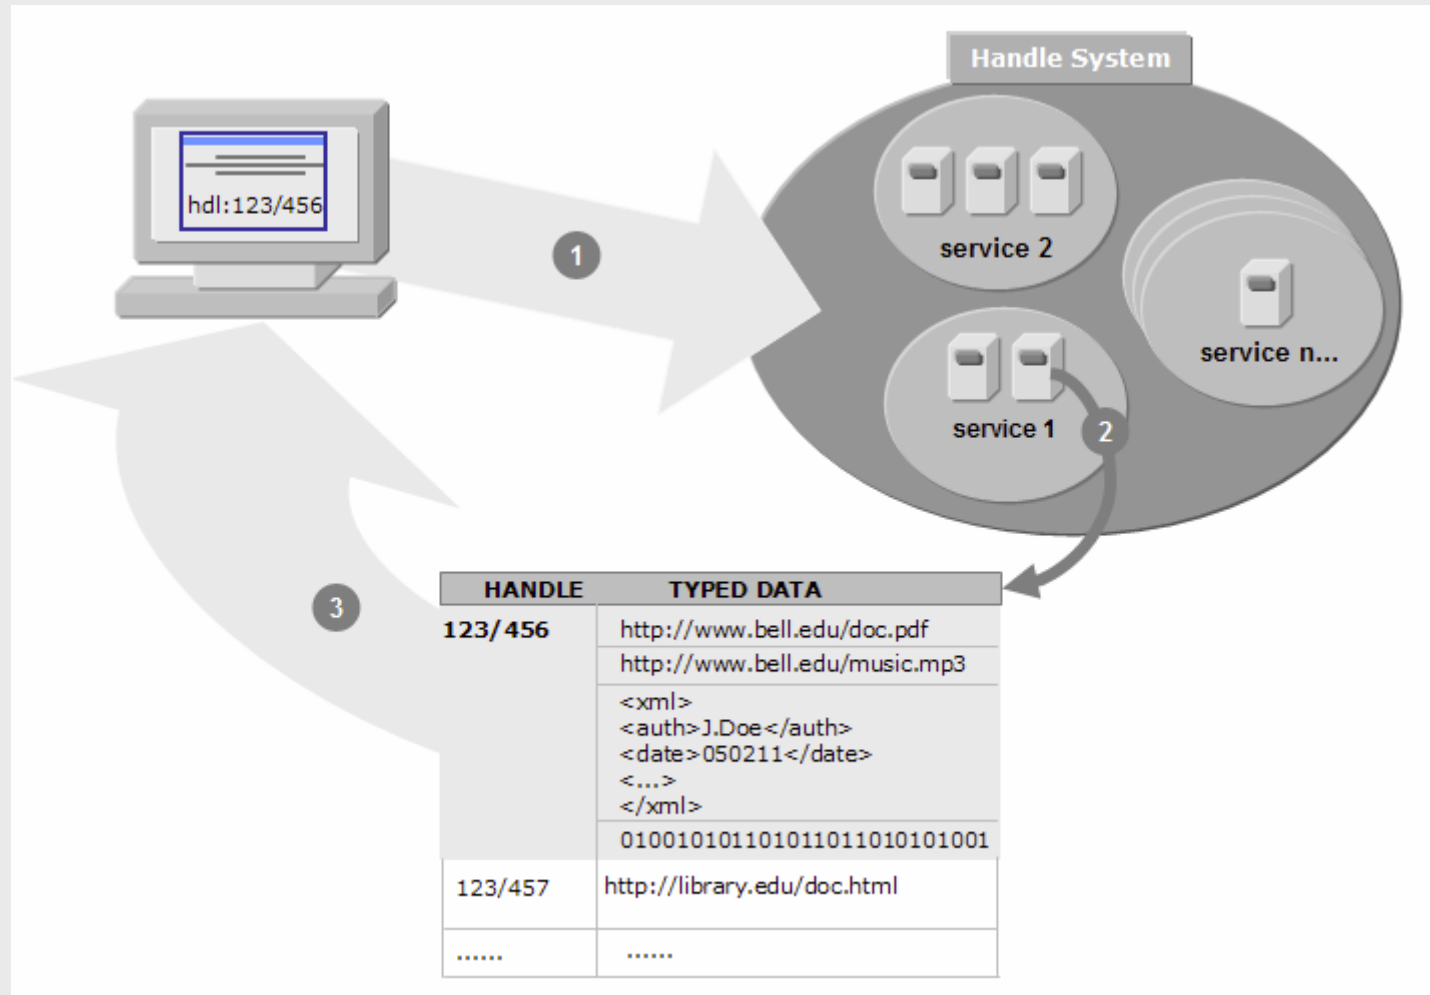 Handle System
hdl:123/456
1
service 2
service n...
service 1
2
3
HANDLE TYPED DATA
123/456 http://www.bell.edu/doc.pdf
http://www.bell.edu/music.mp3
<xml>
<auth>J.Doe</auth>
<date>050211</date>
<...>
</xml>
0100101011010110110101010​01
123/457 http://library.edu/doc.html
...... ......